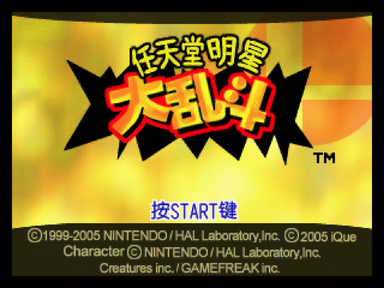 任天堂明星
大乱斗
TM
按START键
©1999-2005 NINTENDO / HAL Laboratory,Inc. © 2005 iQue
Character © NINTENDO / HAL Laboratory,Inc.
Creatures inc. / GAMEFREAK inc.